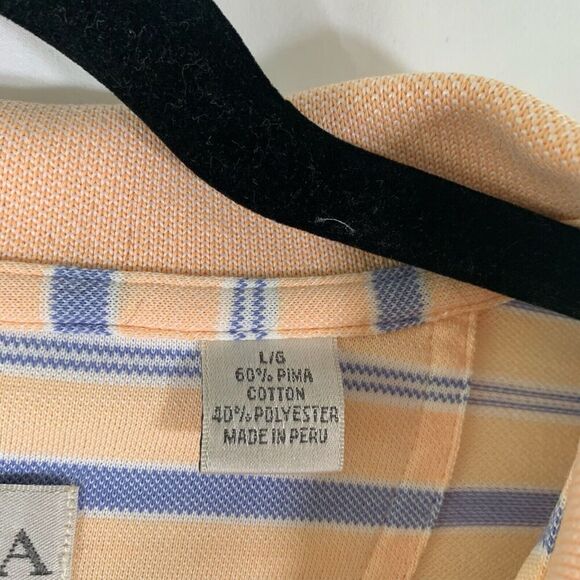 L/G
60% PIMA
COTTON
40% POLYESTER
MADE IN PERU
A